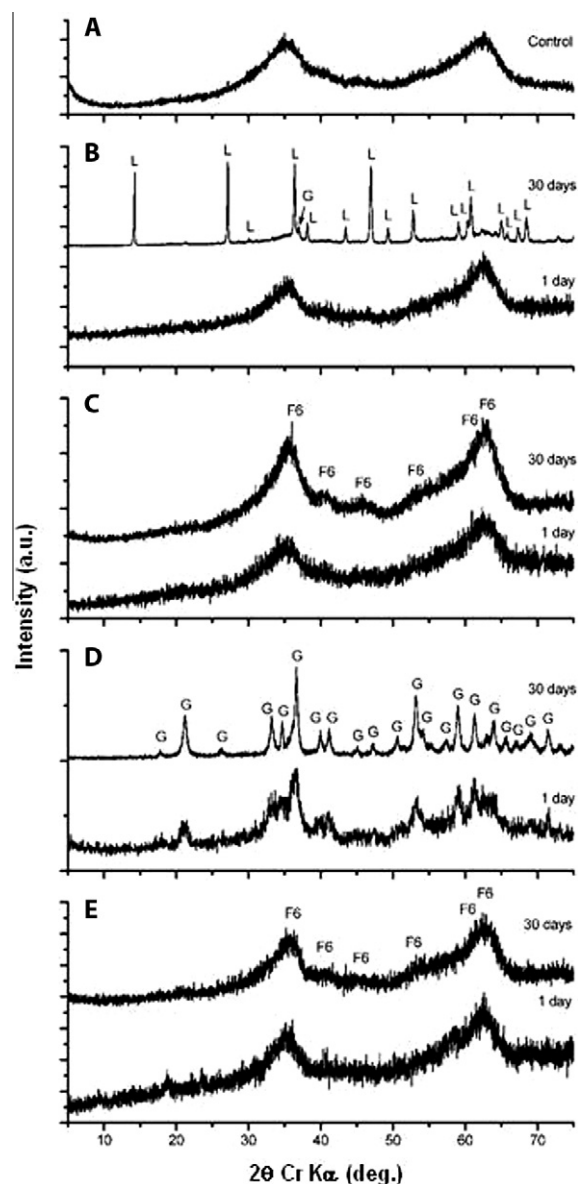 A
Control
B
L L L L L L L L L L L L L L L
G
30 days
1 day
C
F6 F6 F6 F6 F6 F6
30 days
1 day
D
G G G G G G G G G G G G G G G G G G G G
30 days
1 day
E
F6 F6 F6 F6 F6 F6
30 days
1 day
Intensity (a.u.)
10 20 30 40 50 60 70
2θ Cr Kα (deg.)